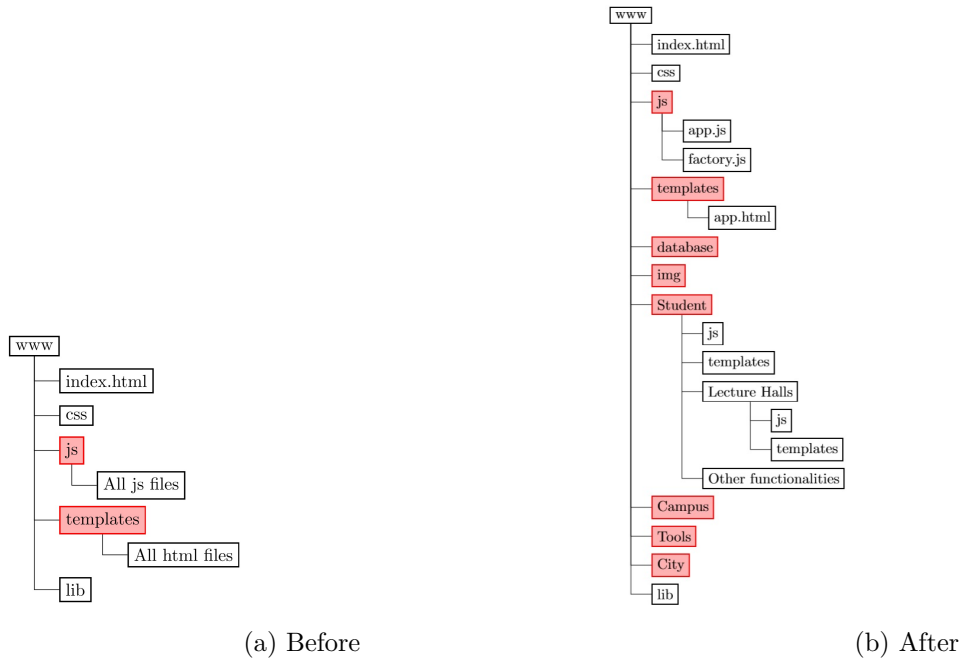 www
index.html
css
js
All js files
templates
All html files
lib
(a) Before
www
index.html
css
js
app.js
factory.js
templates
app.html
database
img
Student
js
templates
Lecture Halls
js
templates
Other functionalities
Campus
Tools
City
lib
(b) After